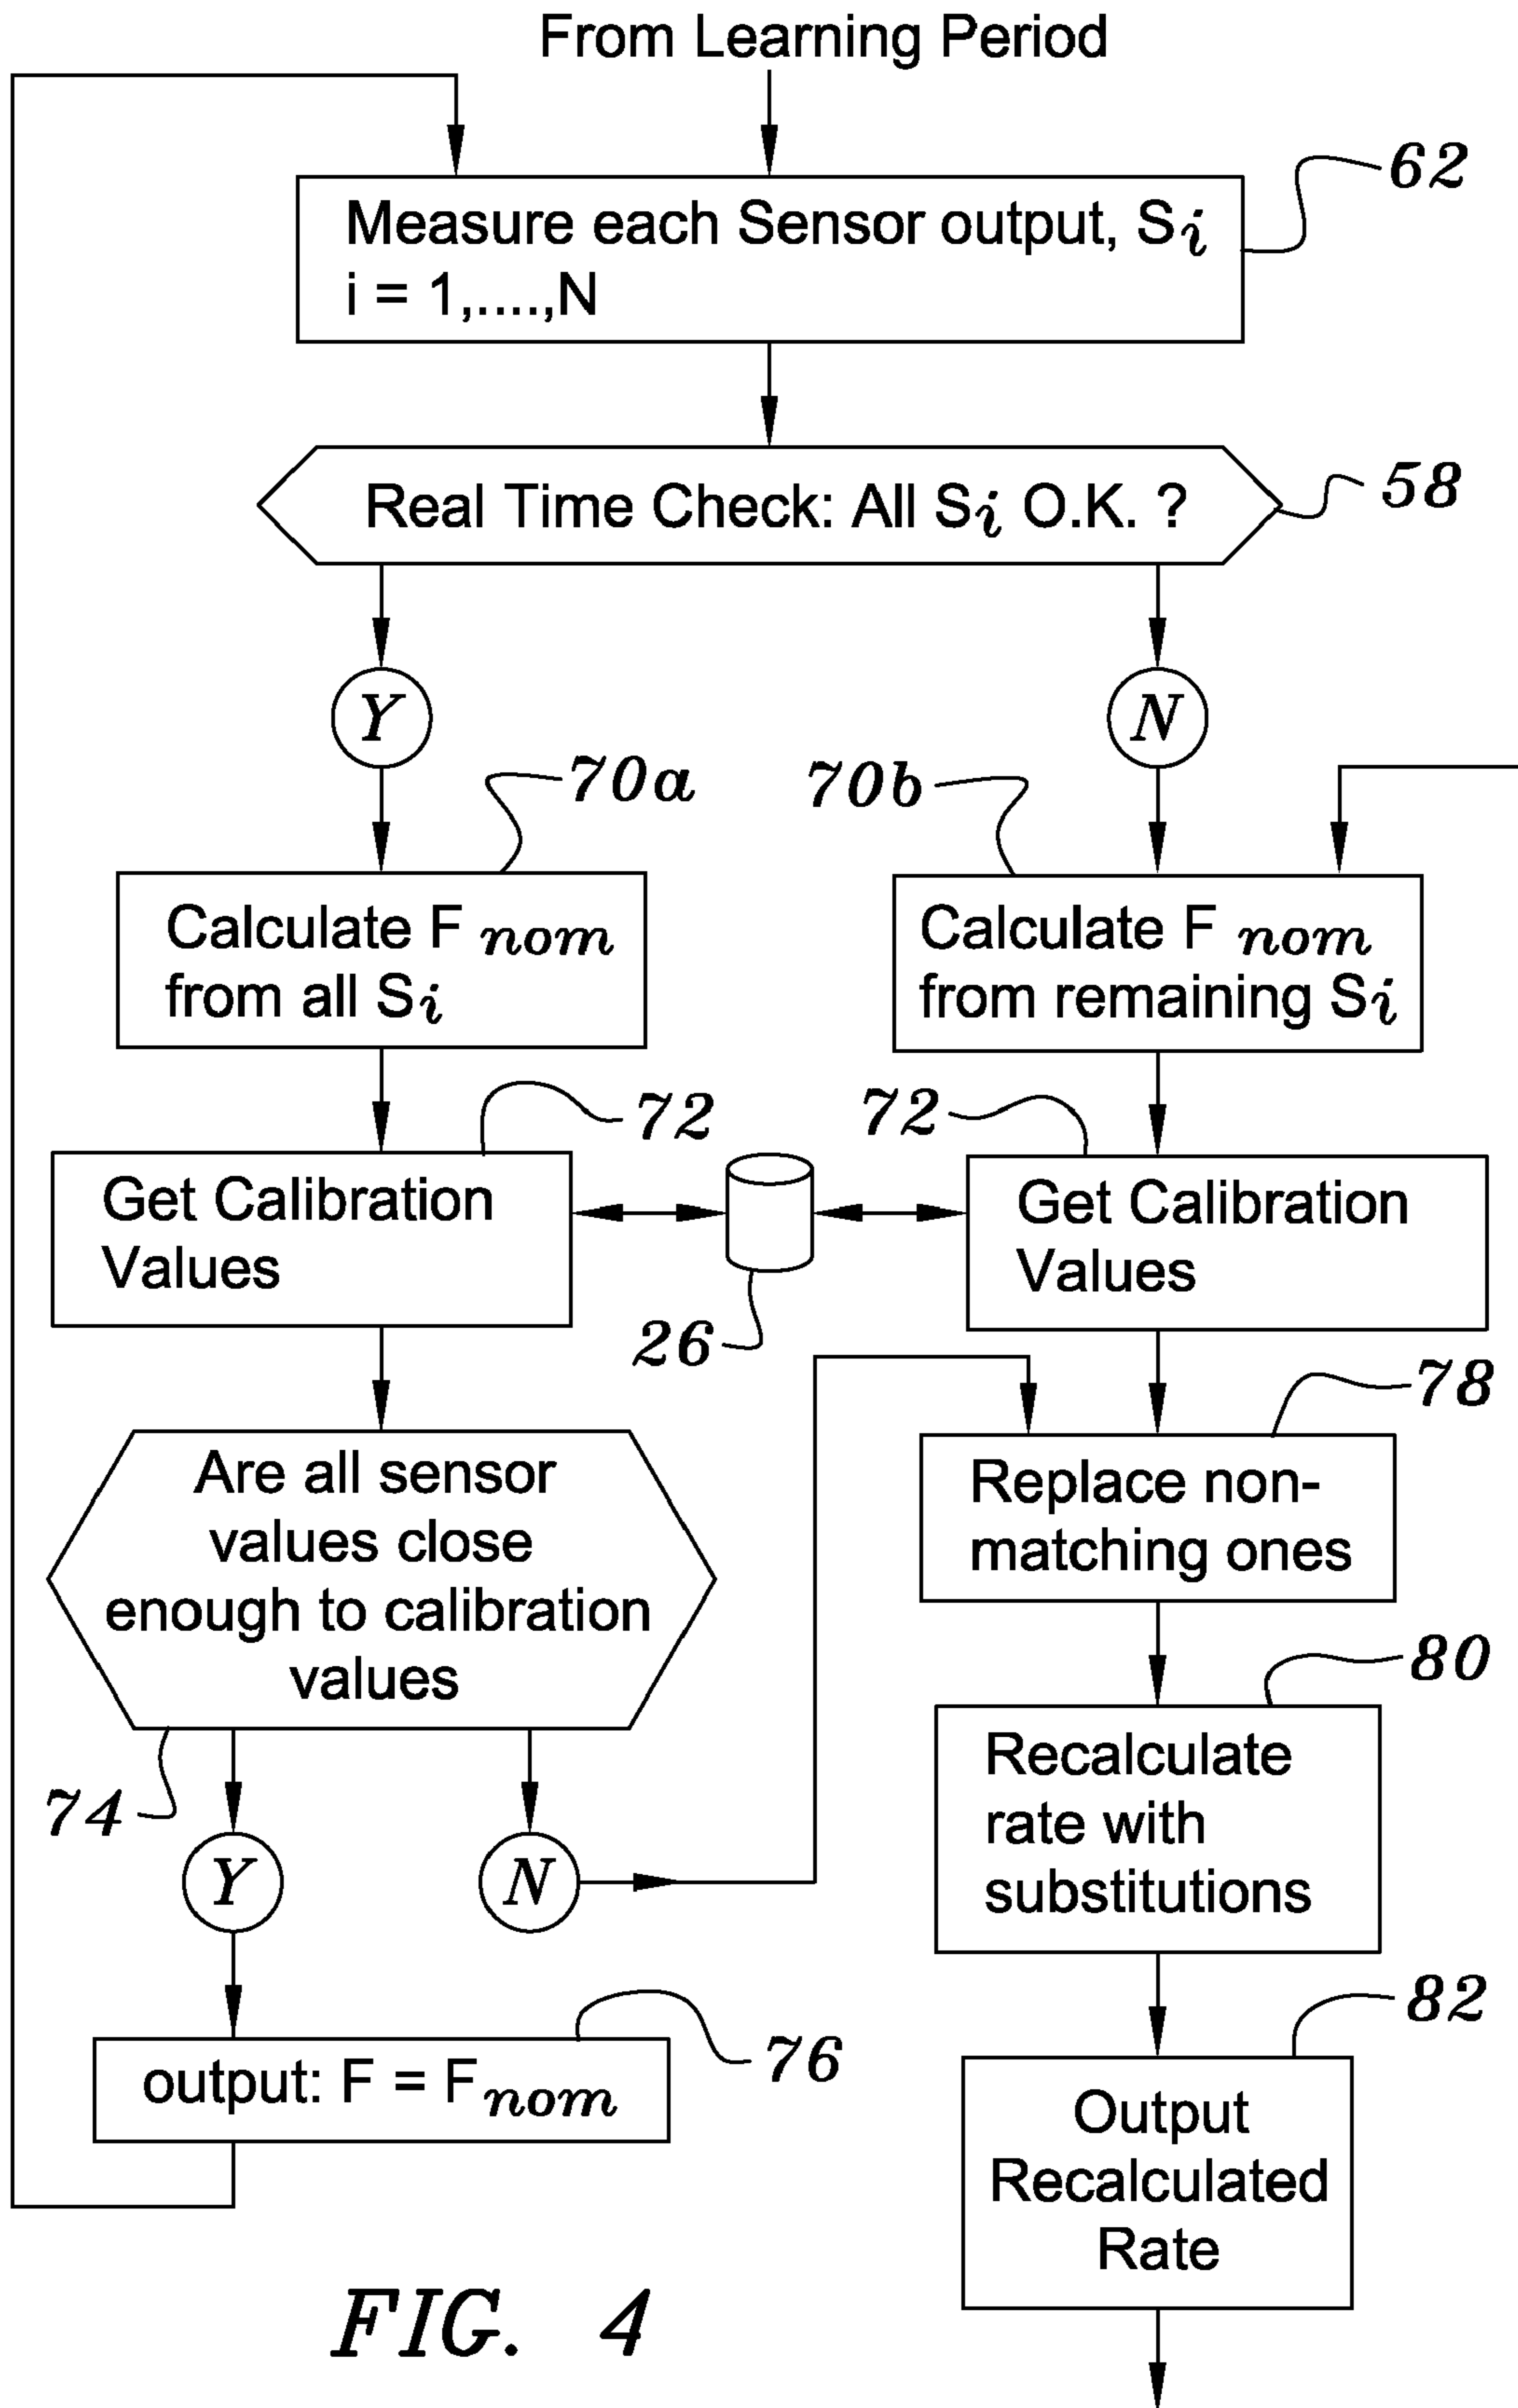 From Learning Period
62
Measure each Sensor output, Si
i = 1,....,N
58
Real Time Check: All Si O.K. ?
Y
N
70a
70b
Calculate F nom
from all Si
Calculate F nom
from remaining Si
72
72
Get Calibration
Values
26
Get Calibration
Values
78
Are all sensor
values close
enough to calibration
values
74
Replace non-
matching ones
80
Y
N
Recalculate
rate with
substitutions
76
output: F = Fnom
82
Output
Recalculated
Rate
FIG. 4